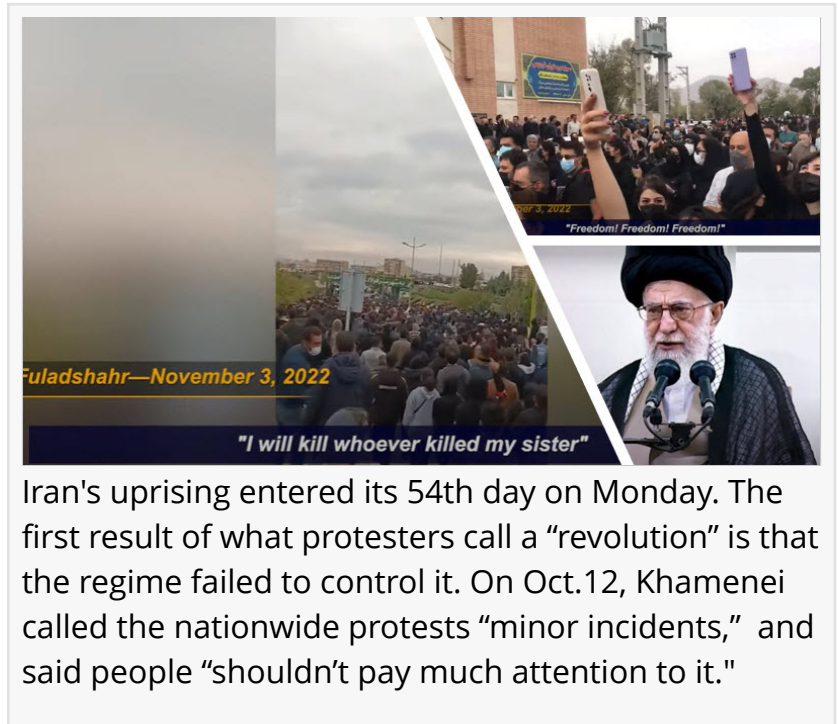 Fuladshahr—November 3, 2022
"I will kill whoever killed my sister"
ber 3, 2022
"Freedom! Freedom! Freedom!"
Iran's uprising entered its 54th day on Monday. The
first result of what protesters call a “revolution” is that
the regime failed to control it. On Oct.12, Khamenei
called the nationwide protests “minor incidents,”  and
said people “shouldn’t pay much attention to it."